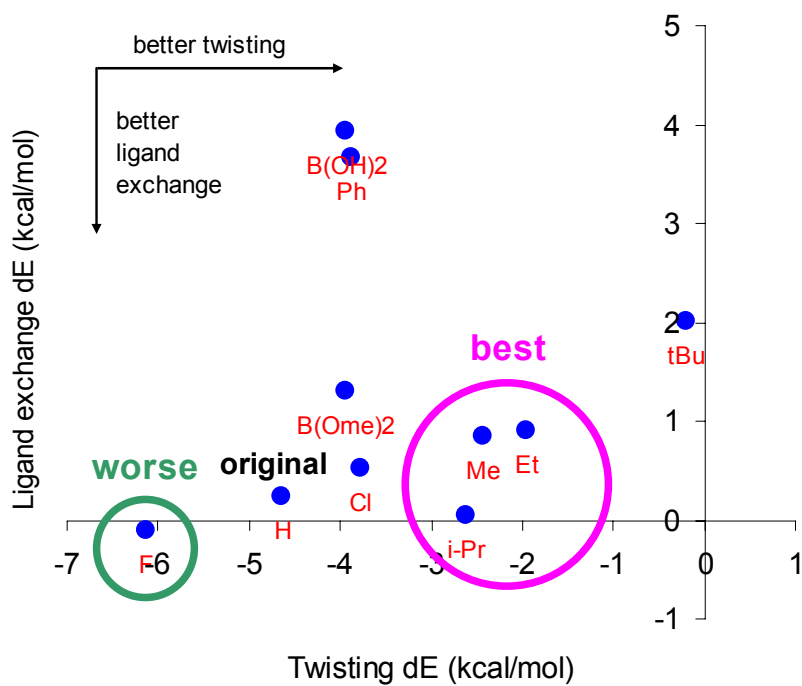 better twisting
better
ligand
exchange
Ligand exchange dE (kcal/mol)
5
4
3
2
1
0
-1
B(OH)2
Ph
tBu
best
B(Ome)2
Me
Et
worse
original
Cl
H
F
i-Pr
-7
-6
-5
-4
-3
-2
-1
0
1
Twisting dE (kcal/mol)